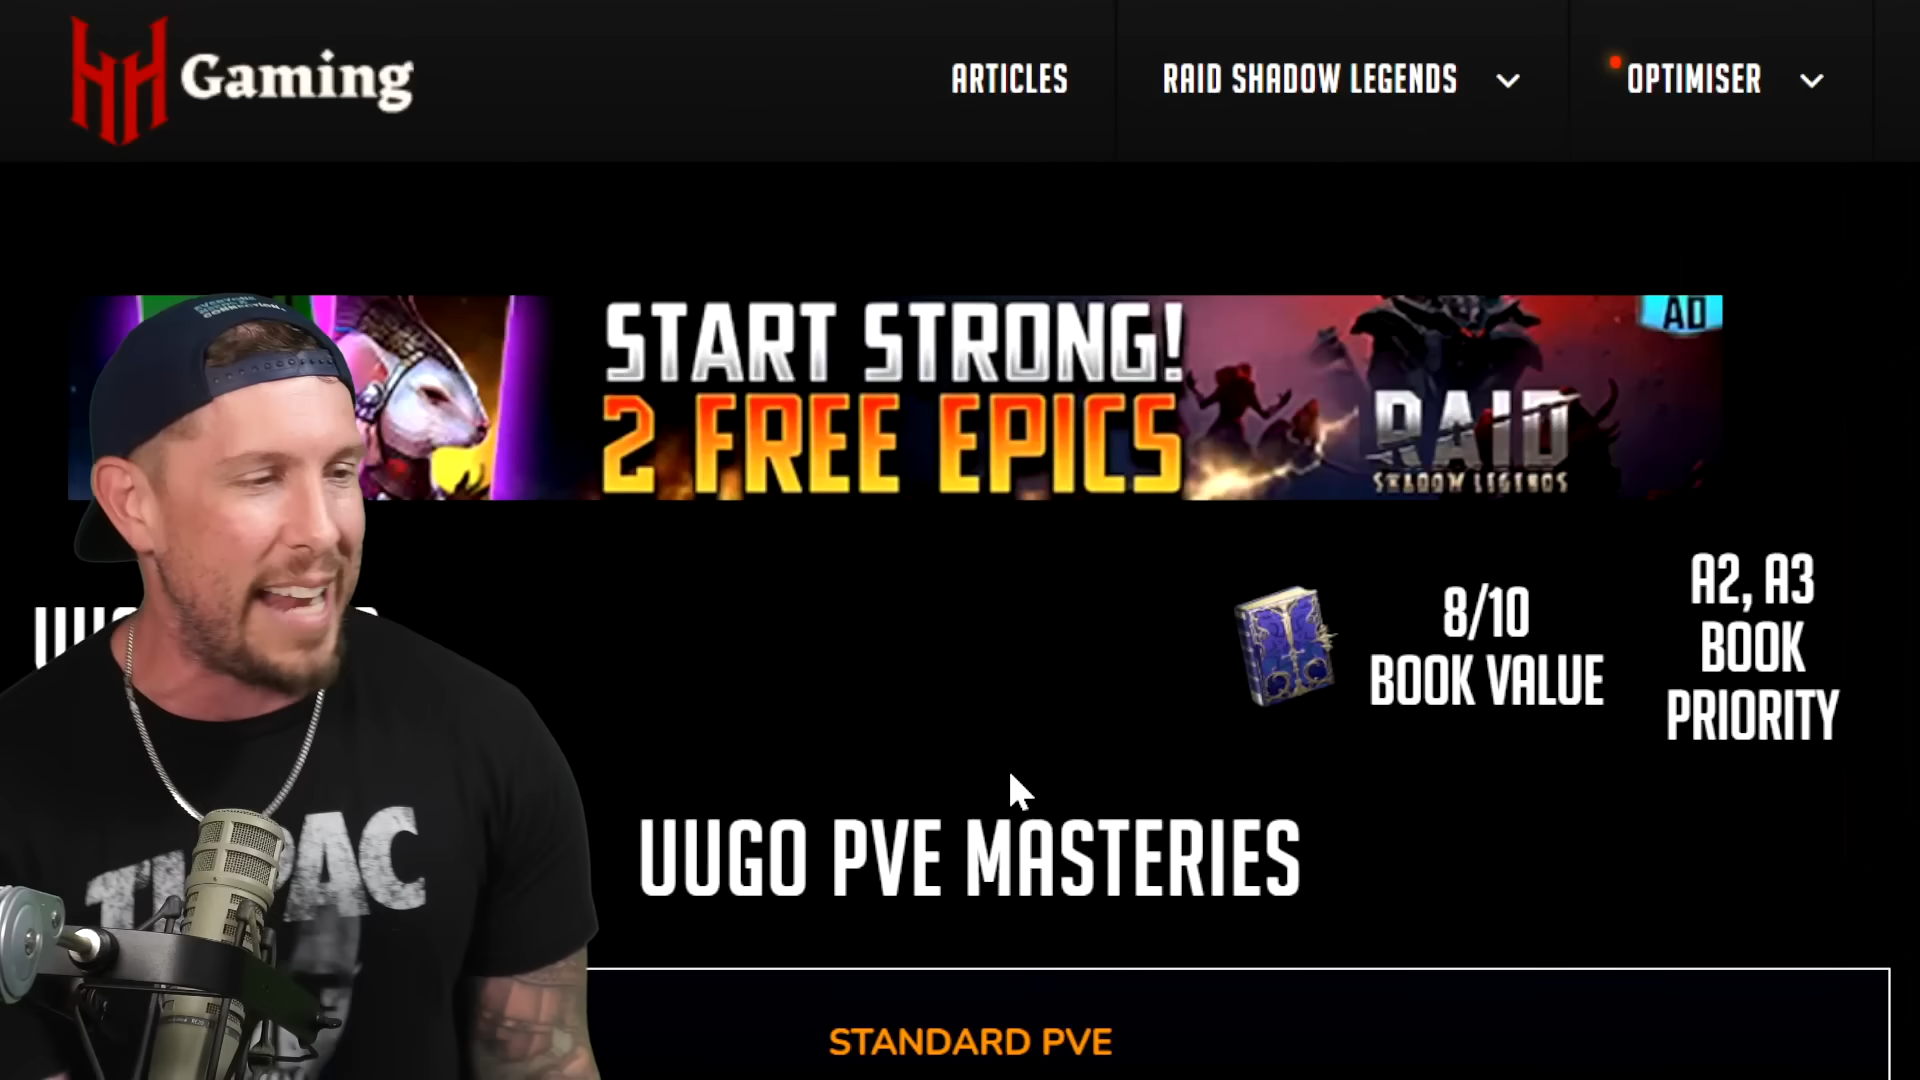 Gaming
ARTICLES
RAID SHADOW LEGENDS
OPTIMISER
START STRONG!
2 FREE EPICS
AD
RAID
SHADOW LEGENDS
8/10
BOOK VALUE
A2, A3
BOOK
PRIORITY
UUGO PVE MASTERIES
STANDARD PVE